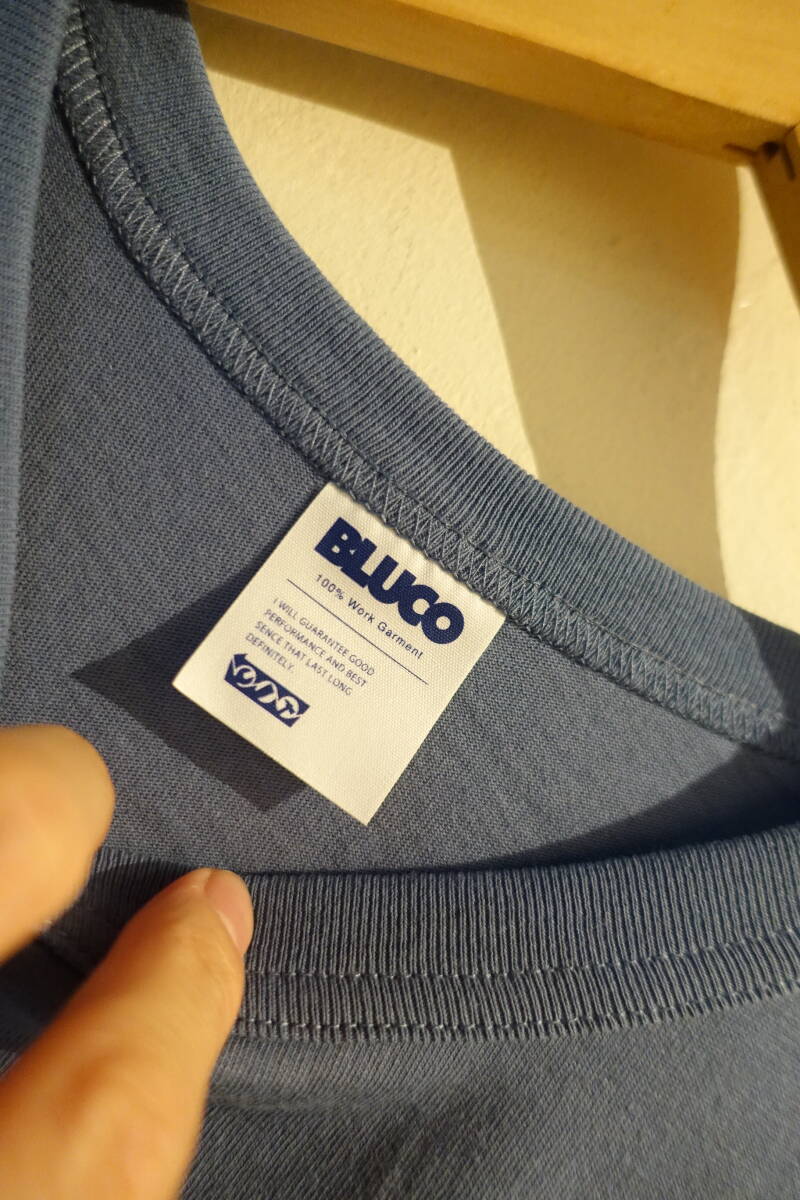 BLUCO
100% Work Garment
I WILL GUARANTEE GOOD
PERFORMANCE AND BEST
SENCE THAT LAST LONG
DEFINITELY.